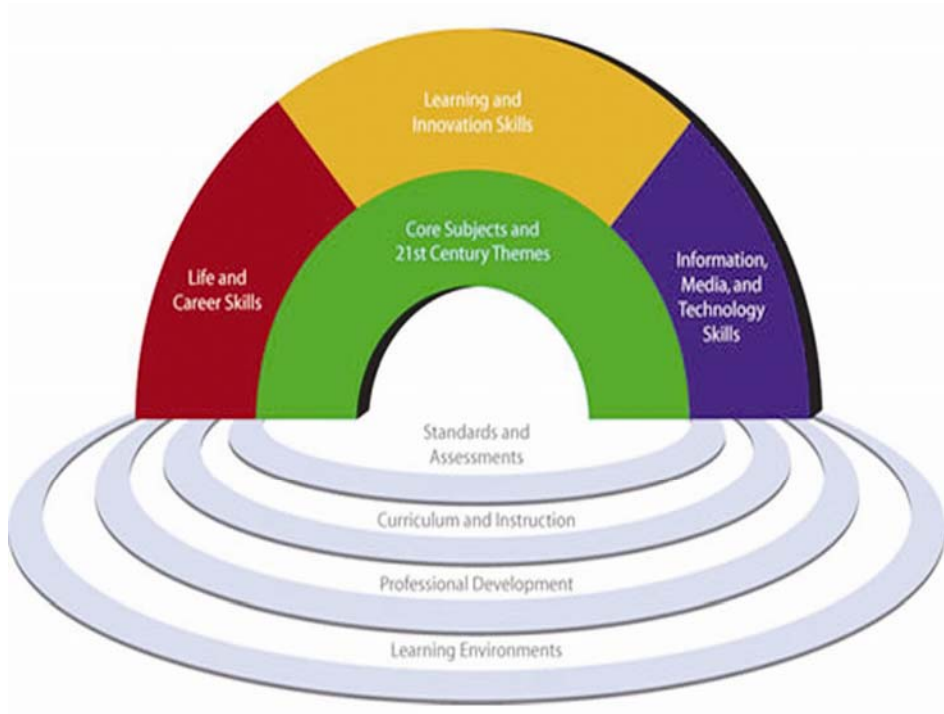 Learning and
Innovation Skills
Core Subjects and
21st Century Themes
Life and
Career Skills
Information,
Media, and
Technology
Skills
Standards and
Assessments
Curriculum and Instruction
Professional Development
Learning Environments